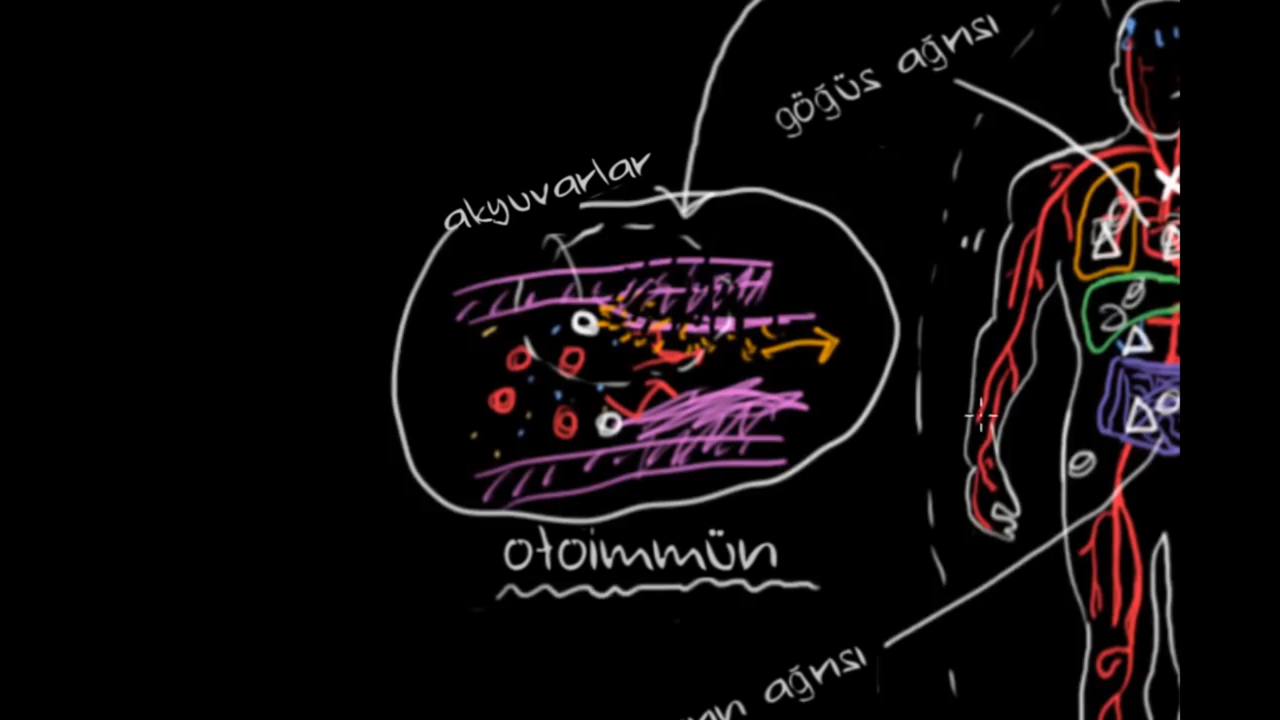 göğüs ağrısı
akyuvarlar
otoimmün
ağrısı